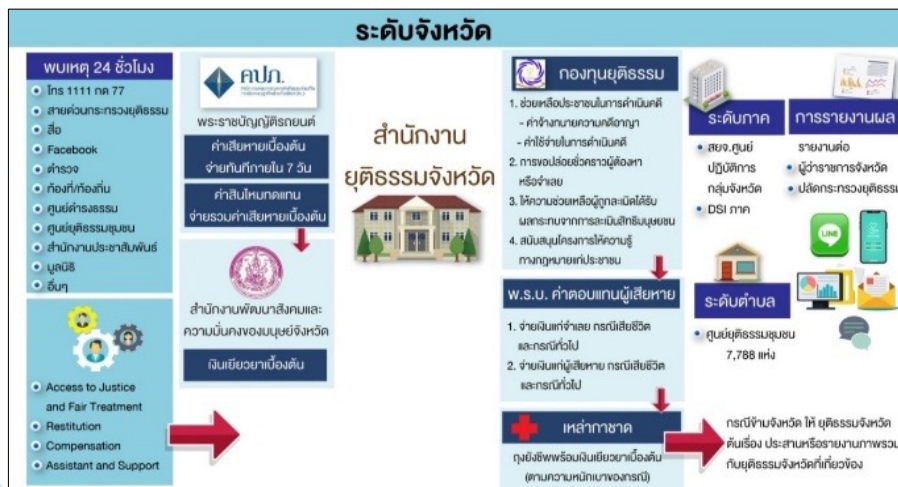 ระดับจังหวัด
พบเหตุ 24 ชั่วโมง
โทร 1111 กด 77
สายด่วนกระทรวงยุติธรรม
สื่อ
Facebook
ตำรวจ
ท้องที่/ท้องถิ่น
ศูนย์ดำรงธรรม
ศูนย์ยุติธรรมชุมชน
สำนักงานประชาสัมพันธ์
มูลนิธิ
อื่นๆ
Access to Justice
and Fair Treatment
Restitution
Compensation
Assistant and Support
คปภ.
พระราชบัญญัติรถยนต์
ค่าเสียหายเบื้องต้น
จ่ายทันทีภายใน 7 วัน
ค่าสินไหมทดแทน
จ่ายรวมค่าเสียหายเบื้องต้น
สำนักงานพัฒนาสังคมและ
ความมั่นคงของมนุษย์จังหวัด
เงินเยียวยาเบื้องต้น
สำนักงาน
ยุติธรรมจังหวัด
กองทุนยุติธรรม
1. ช่วยเหลือประชาชนในการดำเนินคดี
- ค่าจ้างทนายความคดีอาญา
- ค่าใช้จ่ายในการดำเนินคดี
2. การขอปล่อยชั่วคราวผู้ต้องหา
หรือจำเลย
3. ให้ความช่วยเหลือผู้ถูกละเมิดได้รับ
ผลกระทบจากการละเมิดสิทธิมนุษยชน
4. สนับสนุนโครงการให้ความรู้
ทางกฎหมายแก่ประชาชน
พ.ร.บ. ค่าตอบแทนผู้เสียหาย
1. จ่ายเงินแก่จำเลย กรณีเสียชีวิต
และกรณีทั่วไป
2. จ่ายเงินแก่ผู้เสียหาย กรณีเสียชีวิต
และกรณีทั่วไป
เหล่ากาชาด
ถุงยังชีพพร้อมเงินเยียวยาเบื้องต้น
(ตามความหนักเบาของกรณี)
ระดับภาค
สยจ.ศูนย์
ปฏิบัติการ
กลุ่มจังหวัด
DSI ภาค
การรายงานผล
รายงานต่อ
ผู้ว่าราชการจังหวัด
ปลัดกระทรวงยุติธรรม
LINE
ระดับตำบล
ศูนย์ยุติธรรมชุมชน
7,788 แห่ง
กรณีข้ามจังหวัด ให้ ยุติธรรมจังหวัด
ต้นเรื่อง ประสานหรือรายงานภาพรวม
กับยุติธรรมจังหวัดที่เกี่ยวข้อง